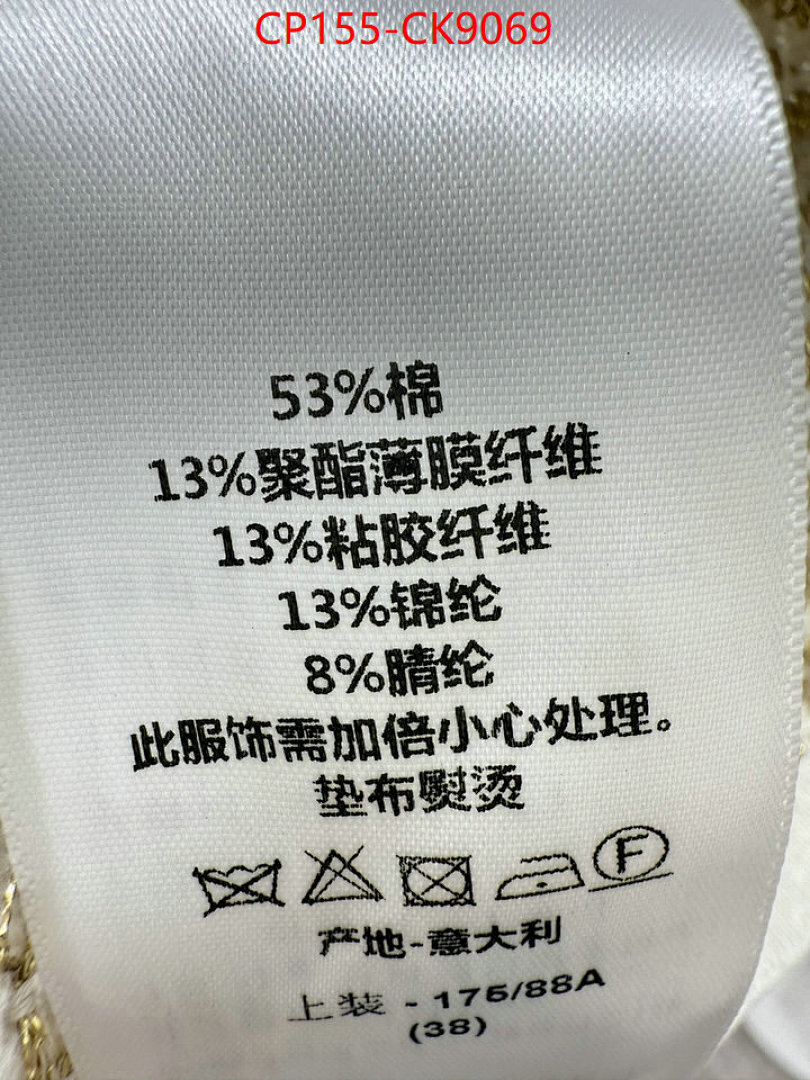 CP155-CK9069
53%棉
13%聚酯薄膜纤维
13%粘胶纤维
13%锦纶
8%腈纶
此服饰需加倍小心处理。
垫布熨烫
F
产地-意大利
上装 - 175/88A
(38)